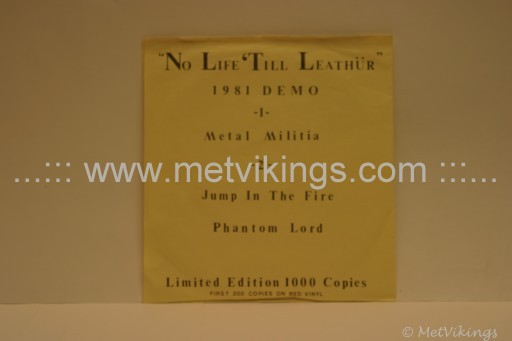 "No Life 'Till Leathür"
1981 DEMO
-1-
Metal Militia
...::: www.metvikings.com :::...
Jump In The Fire
Phantom Lord
Limited Edition 1000 Copies
FIRST 200 COPIES ON RED VINYL
© MetVikings